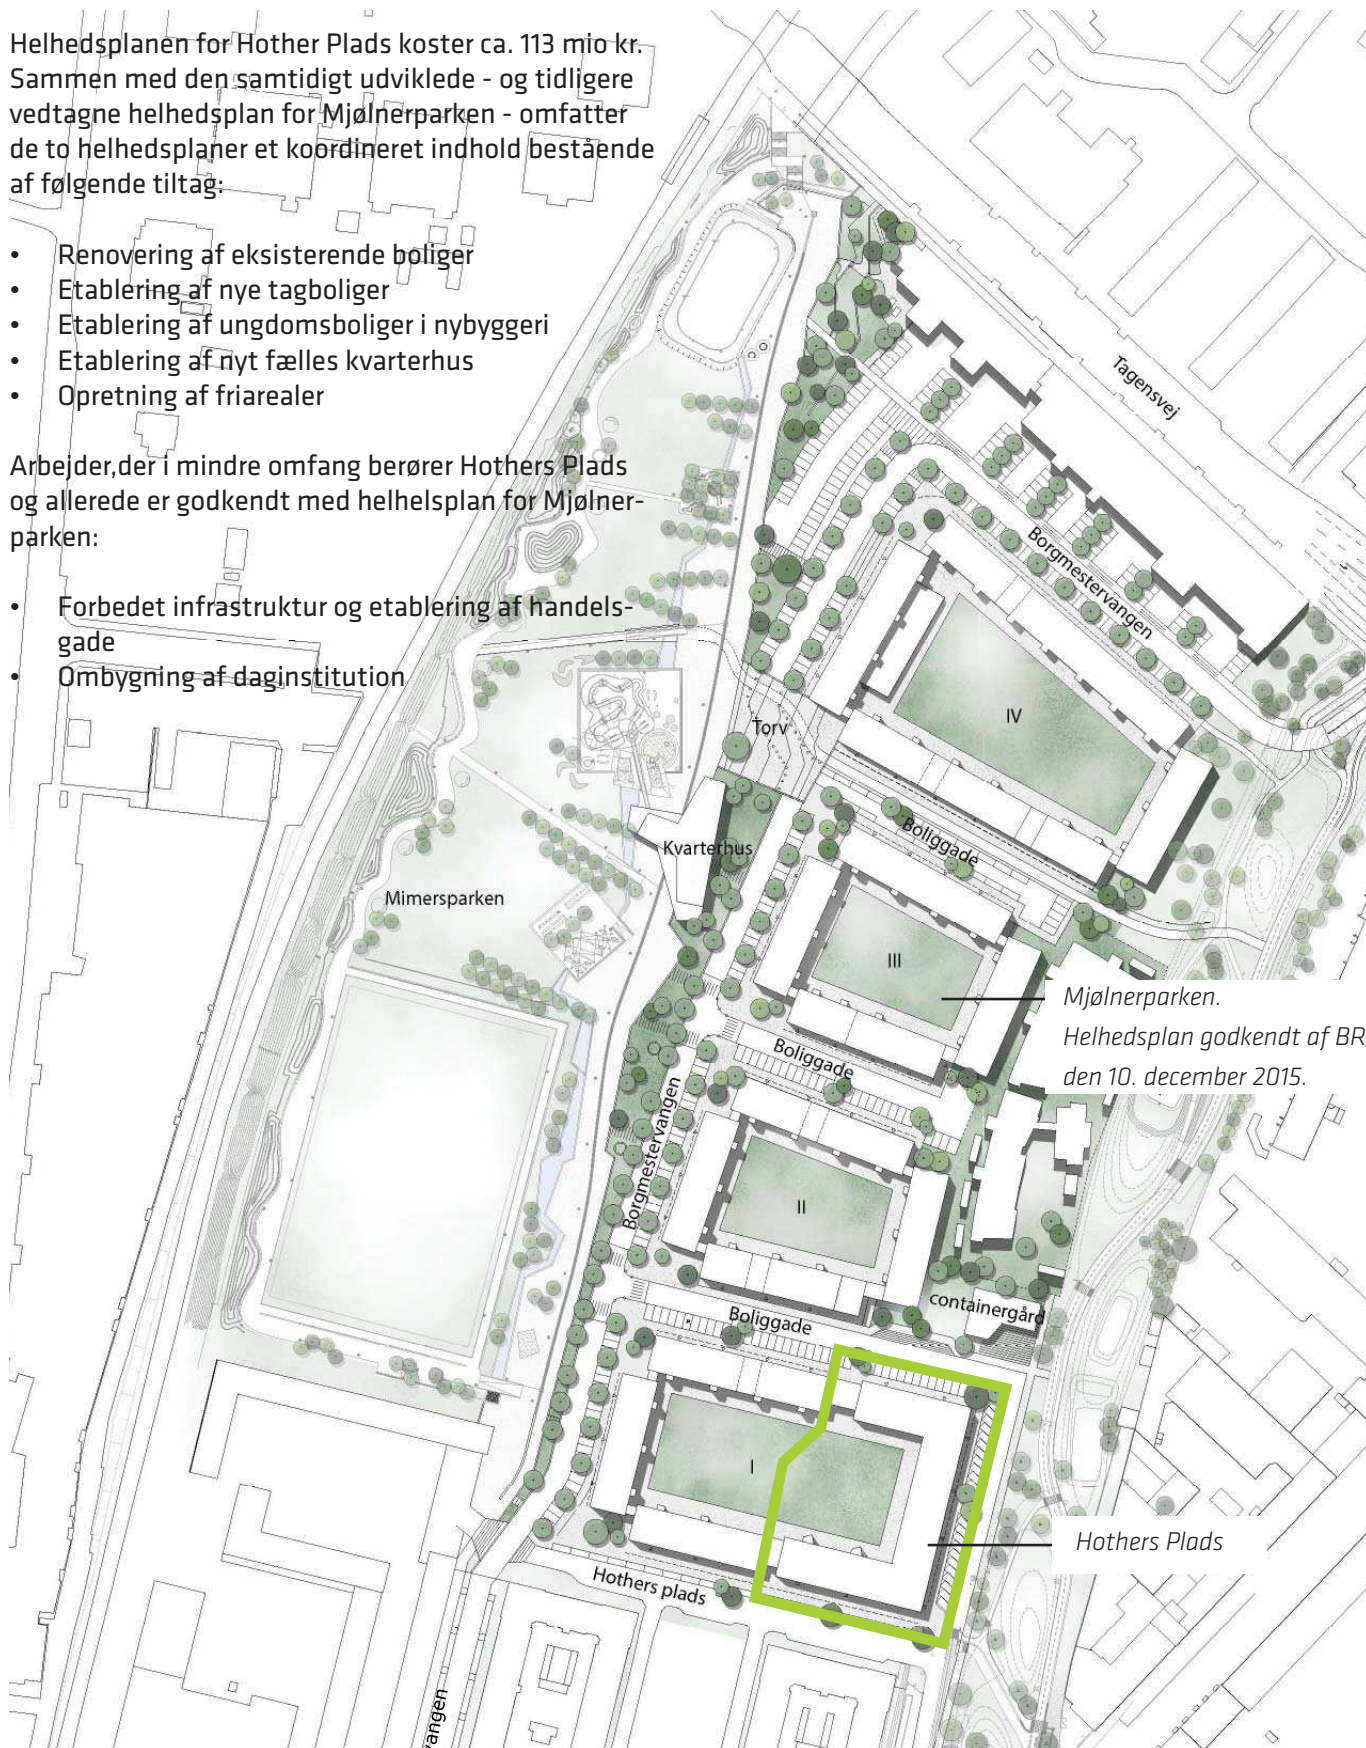 Helhedsplanen for Hother Plads koster ca. 113 mio kr.
Sammen med den samtidigt udviklede - og tidligere
vedtagne helhedsplan for Mjølnerparken - omfatter
de to helhedsplaner et koordineret indhold bestående
af følgende tiltag:
• Renovering af eksisterende boliger
• Etablering af nye tagboliger
• Etablering af ungdomsboliger i nybyggeri
• Etablering af nyt fælles kvarterhus
• Opretning af friarealer
Arbejder,der i mindre omfang berører Hothers Plads
og allerede er godkendt med helhelsplan for Mjølner-
parken:
• Forbedet infrastruktur og etablering af handels-
gade
• Ombygning af daginstitution
Tagensvej
Borgmestervangen
IV
Torv
Boliggade
Kvarterhus
Mimersparken
III
Mjølnerparken.
Helhedsplan godkendt af BR
den 10. december 2015.
Boliggade
Borgmestervangen
II
containergård
Boliggade
I
Hothers Plads
Hothers plads
vangen